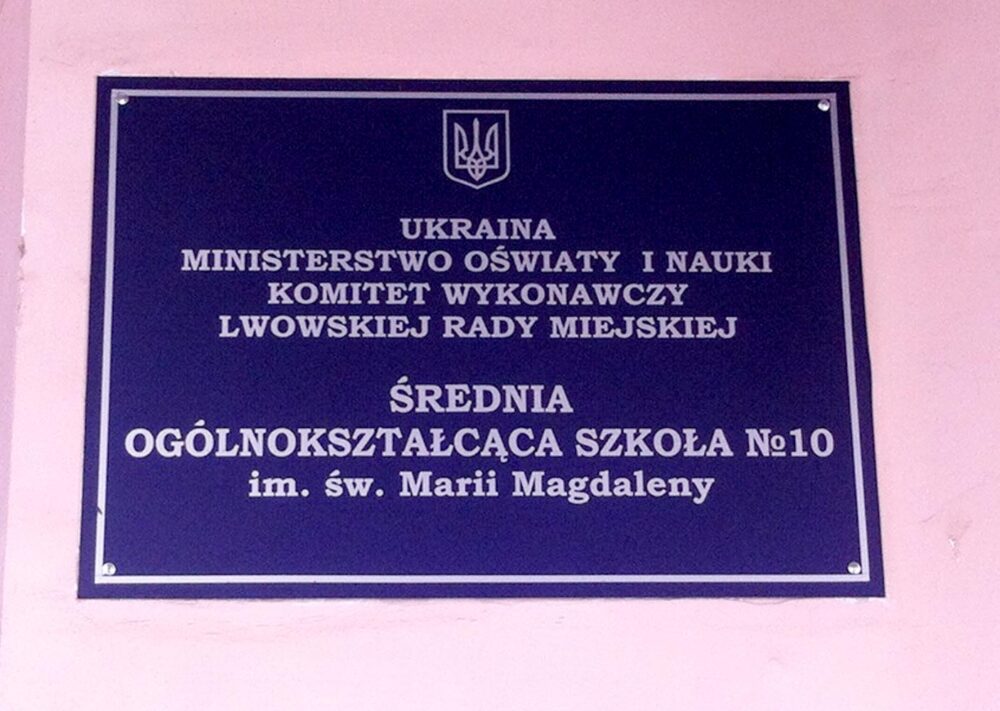 UKRAINA
MINISTERSTWO OŚWIATY I NAUKI
KOMITET WYKONAWCZY
LWOWSKIEJ RADY MIEJSKIEJ
ŚREDNIA
OGÓLNOKSZTAŁCĄCA SZKOŁA №10
im. św. Marii Magdaleny